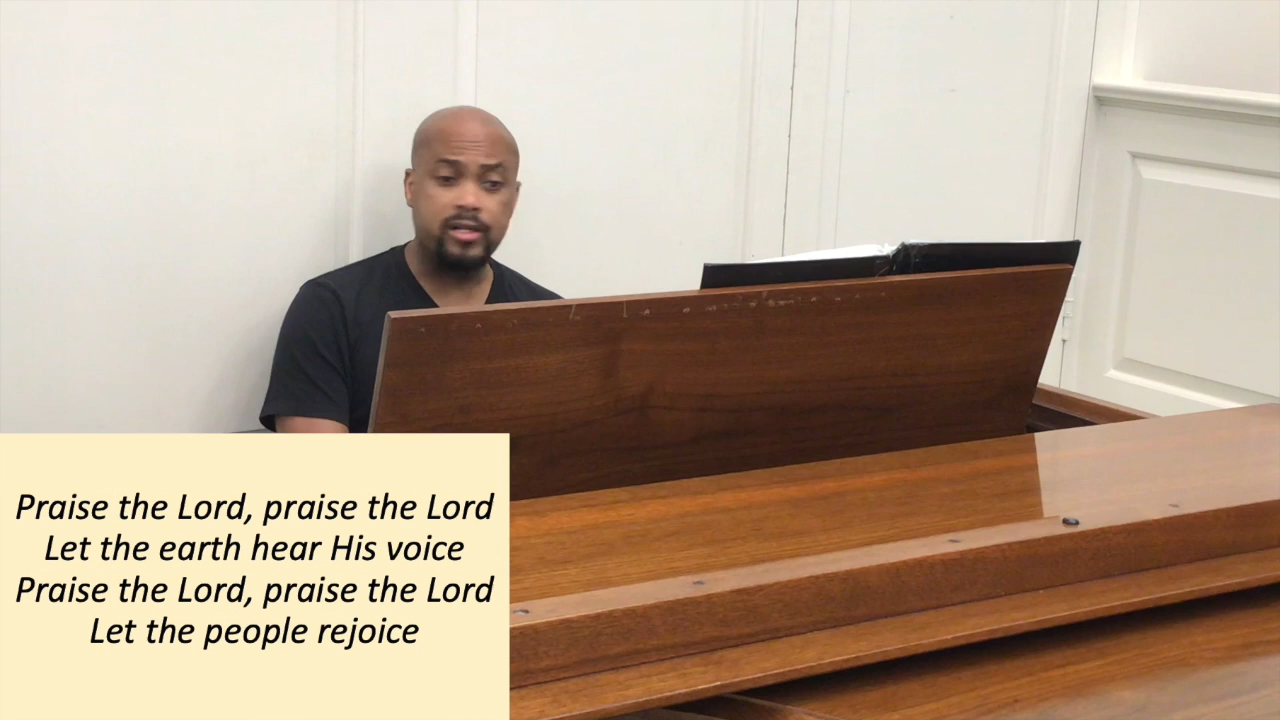 Praise the Lord, praise the Lord
Let the earth hear His voice
Praise the Lord, praise the Lord
Let the people rejoice